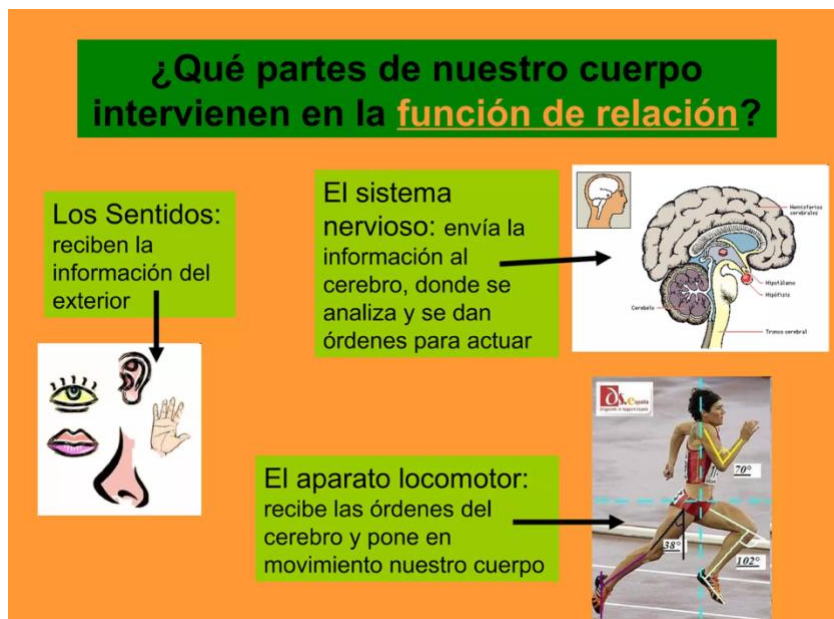 ¿Qué partes de nuestro cuerpo
intervienen en la función de relación?
Los Sentidos:
reciben la
información del
exterior
El sistema
nervioso: envía la
información al
cerebro, donde se
analiza y se dan
órdenes para actuar
Hemisferios
cerebrales
Hipotálamo
Hipófisis
Cerebelo
Tronco cerebral
El aparato locomotor:
recibe las órdenes del
cerebro y pone en
movimiento nuestro cuerpo
70°
38°
102°